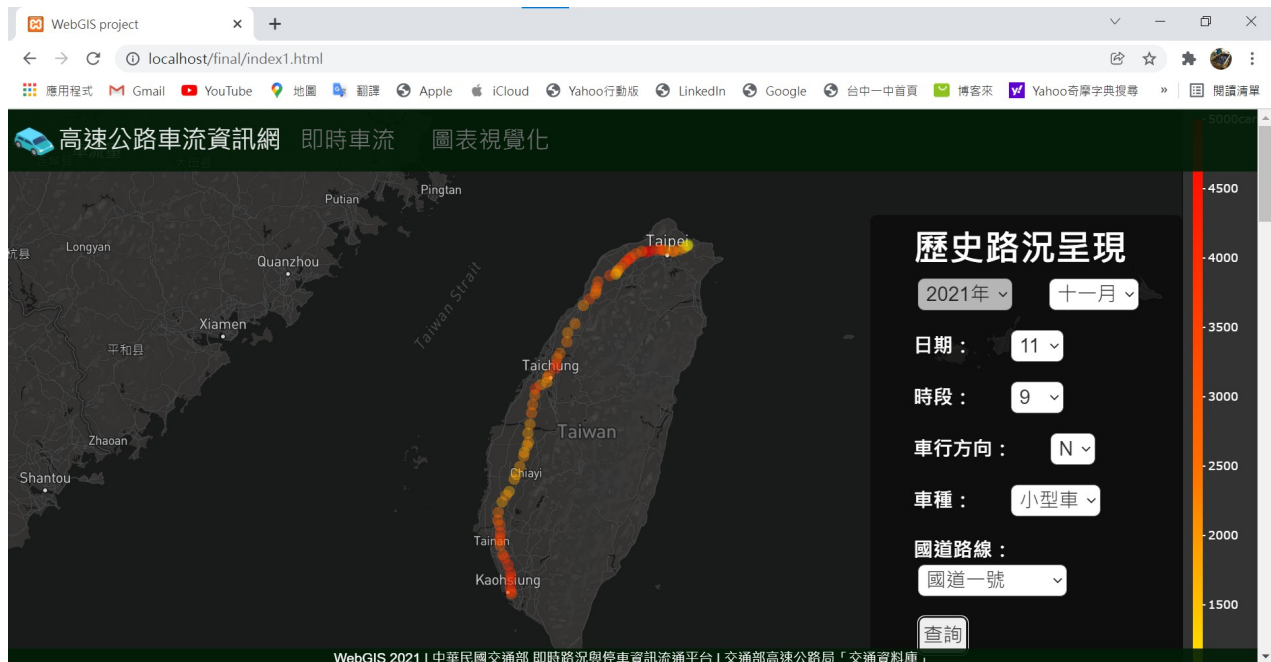 WebGIS project
localhost/final/index1.html
應用程式 Gmail YouTube 地圖 翻譯 Apple iCloud Yahoo行動版 LinkedIn Google 台中一中首頁 博客來 Yahoo奇摩字典搜尋 » 閱讀清單
高速公路車流資訊網 即時車流 圖表視覺化
5000car
4500
4000
3500
3000
2500
2000
1500
Pingtan
Putian
Longyan
Quanzhou
Taipei
Taiwan Strait
Xiamen
平和县
Taichung
Zhaoan
Taiwan
Shantou
Chiayi
Tainan
Kaohsiung
歷史路況呈現
2021年 十一月
日期： 11
時段： 9
車行方向： N
車種： 小型車
國道路線：
國道一號
查詢
WebGIS 2021 | 中華民國交通部 即時路況與停車資訊流通平台 | 交通部高速公路局「交通資料庫」